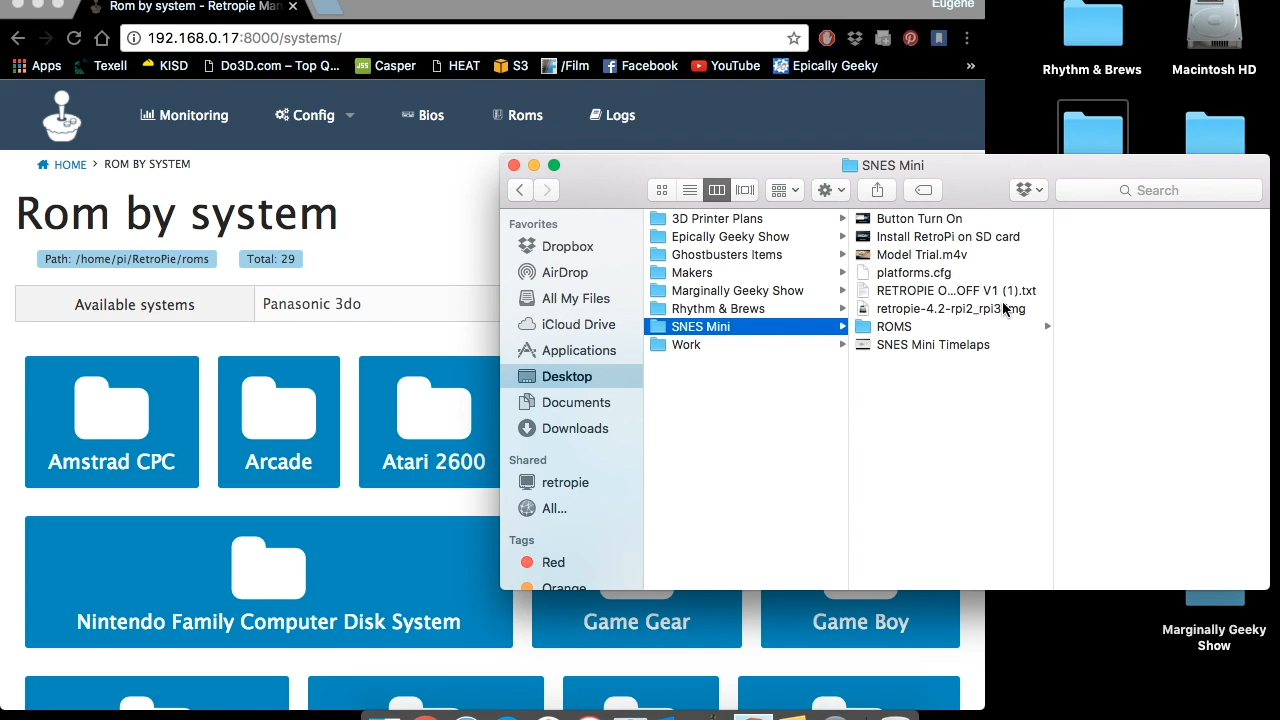 Rom by system - Retropie Man
Eugene
192.168.0.17:8000/systems/
Apps
Texell
KISD
Do3D.com – Top Q...
JSS
Casper
HEAT
S3
/Film
Facebook
YouTube
Epically Geeky
»
Monitoring
Config
Bios
Roms
Logs
HOME > ROM BY SYSTEM
Rom by system
Path: /home/pi/RetroPie/roms
Total: 29
Available systems
Panasonic 3do
Amstrad CPC
Arcade
Atari 2600
Nintendo Family Computer Disk System
Game Gear
Game Boy
SNES Mini
Search
Favorites
Dropbox
AirDrop
All My Files
iCloud Drive
Applications
Desktop
Documents
Downloads
Shared
retropie
All...
Tags
Red
Orange
3D Printer Plans
Epically Geeky Show
Ghostbusters Items
Makers
Marginally Geeky Show
Rhythm & Brews
SNES Mini
Work
Button Turn On
Install RetroPi on SD card
Model Trial.m4v
platforms.cfg
RETROPIE O...OFF V1 (1).txt
retropie-4.2-rpi2_rpi3
ROMS
SNES Mini Timelaps
Rhythm & Brews
Macintosh HD
Marginally Geeky
Show